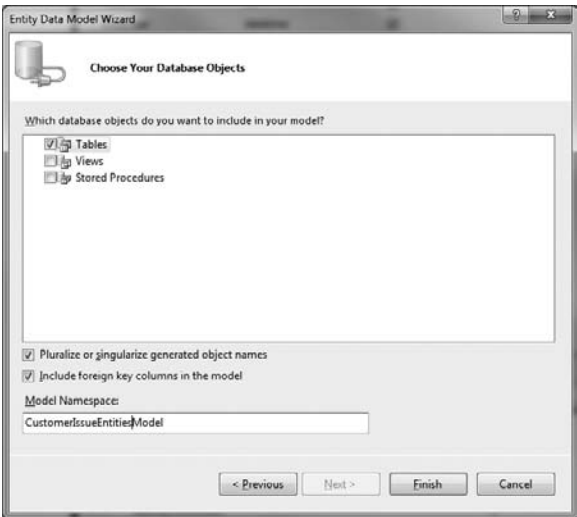 Entity Data Model Wizard
Choose Your Database Objects
Which database objects do you want to include in your model?
Tables
Views
Stored Procedures
Pluralize or singularize generated object names
Include foreign key columns in the model
Model Namespace:
CustomerIssueEntitiesModel
< Previous Next > Finish Cancel